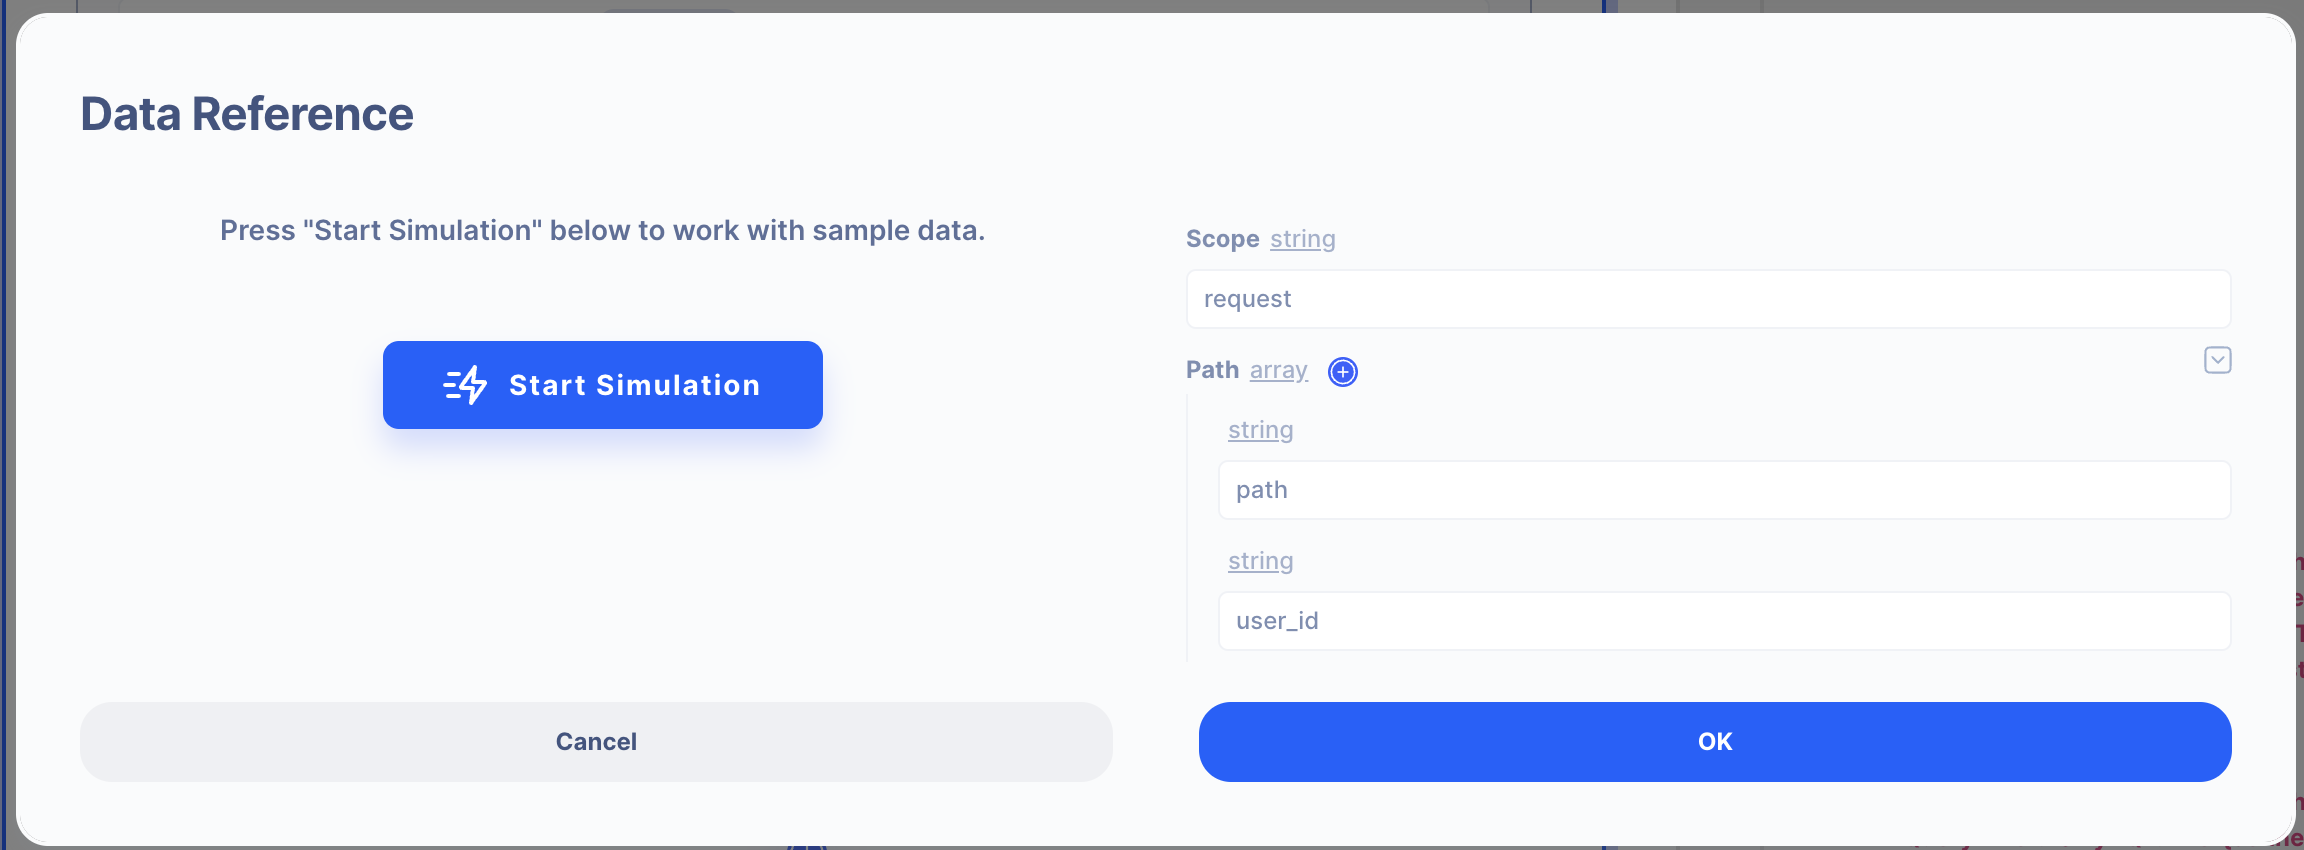 Data Reference
Press "Start Simulation" below to work with sample data.
Start Simulation
Scope string
request
Path array
string
path
string
user_id
Cancel
OK